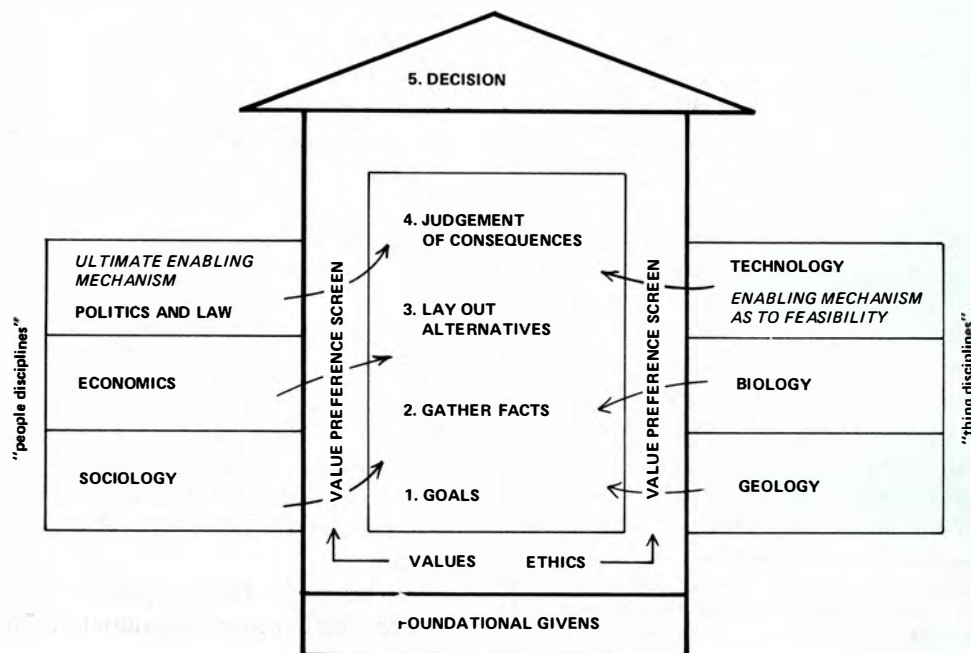 5. DECISION
4. JUDGEMENT
OF CONSEQUENCES
3. LAY OUT
ALTERNATIVES
2. GATHER FACTS
1. GOALS
VALUES
ETHICS
VALUE PREFERENCE SCREEN
VALUE PREFERENCE SCREEN
"people disciplines"
ULTIMATE ENABLING
MECHANISM
POLITICS AND LAW
ECONOMICS
SOCIOLOGY
TECHNOLOGY
ENABLING MECHANISM
AS TO FEASIBILITY
BIOLOGY
GEOLOGY
"thing disciplines"
FOUNDATIONAL GIVENS